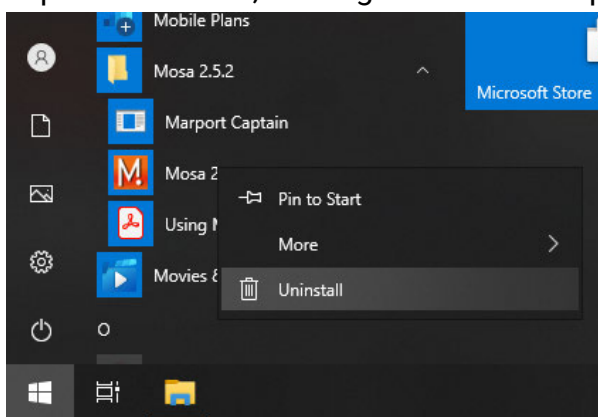 Mobile Plans
Mosa 2.5.2
Microsoft Store
Marport Captain
Mosa 2
Pin to Start
Using
More
Movies &
Uninstall
O